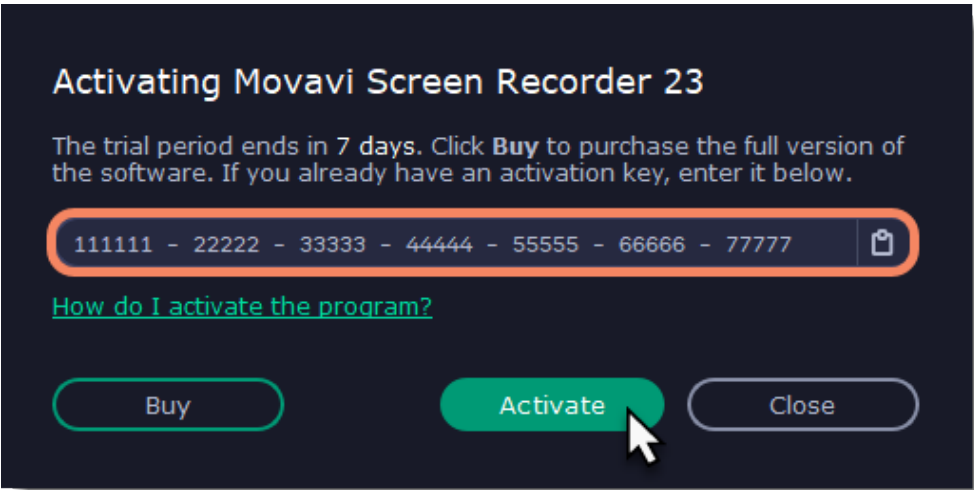 Activating Movavi Screen Recorder 23
The trial period ends in 7 days. Click Buy to purchase the full version of
the software. If you already have an activation key, enter it below.
111111 - 22222 - 33333 - 44444 - 55555 - 66666 - 77777
How do I activate the program?
Buy
Activate
Close